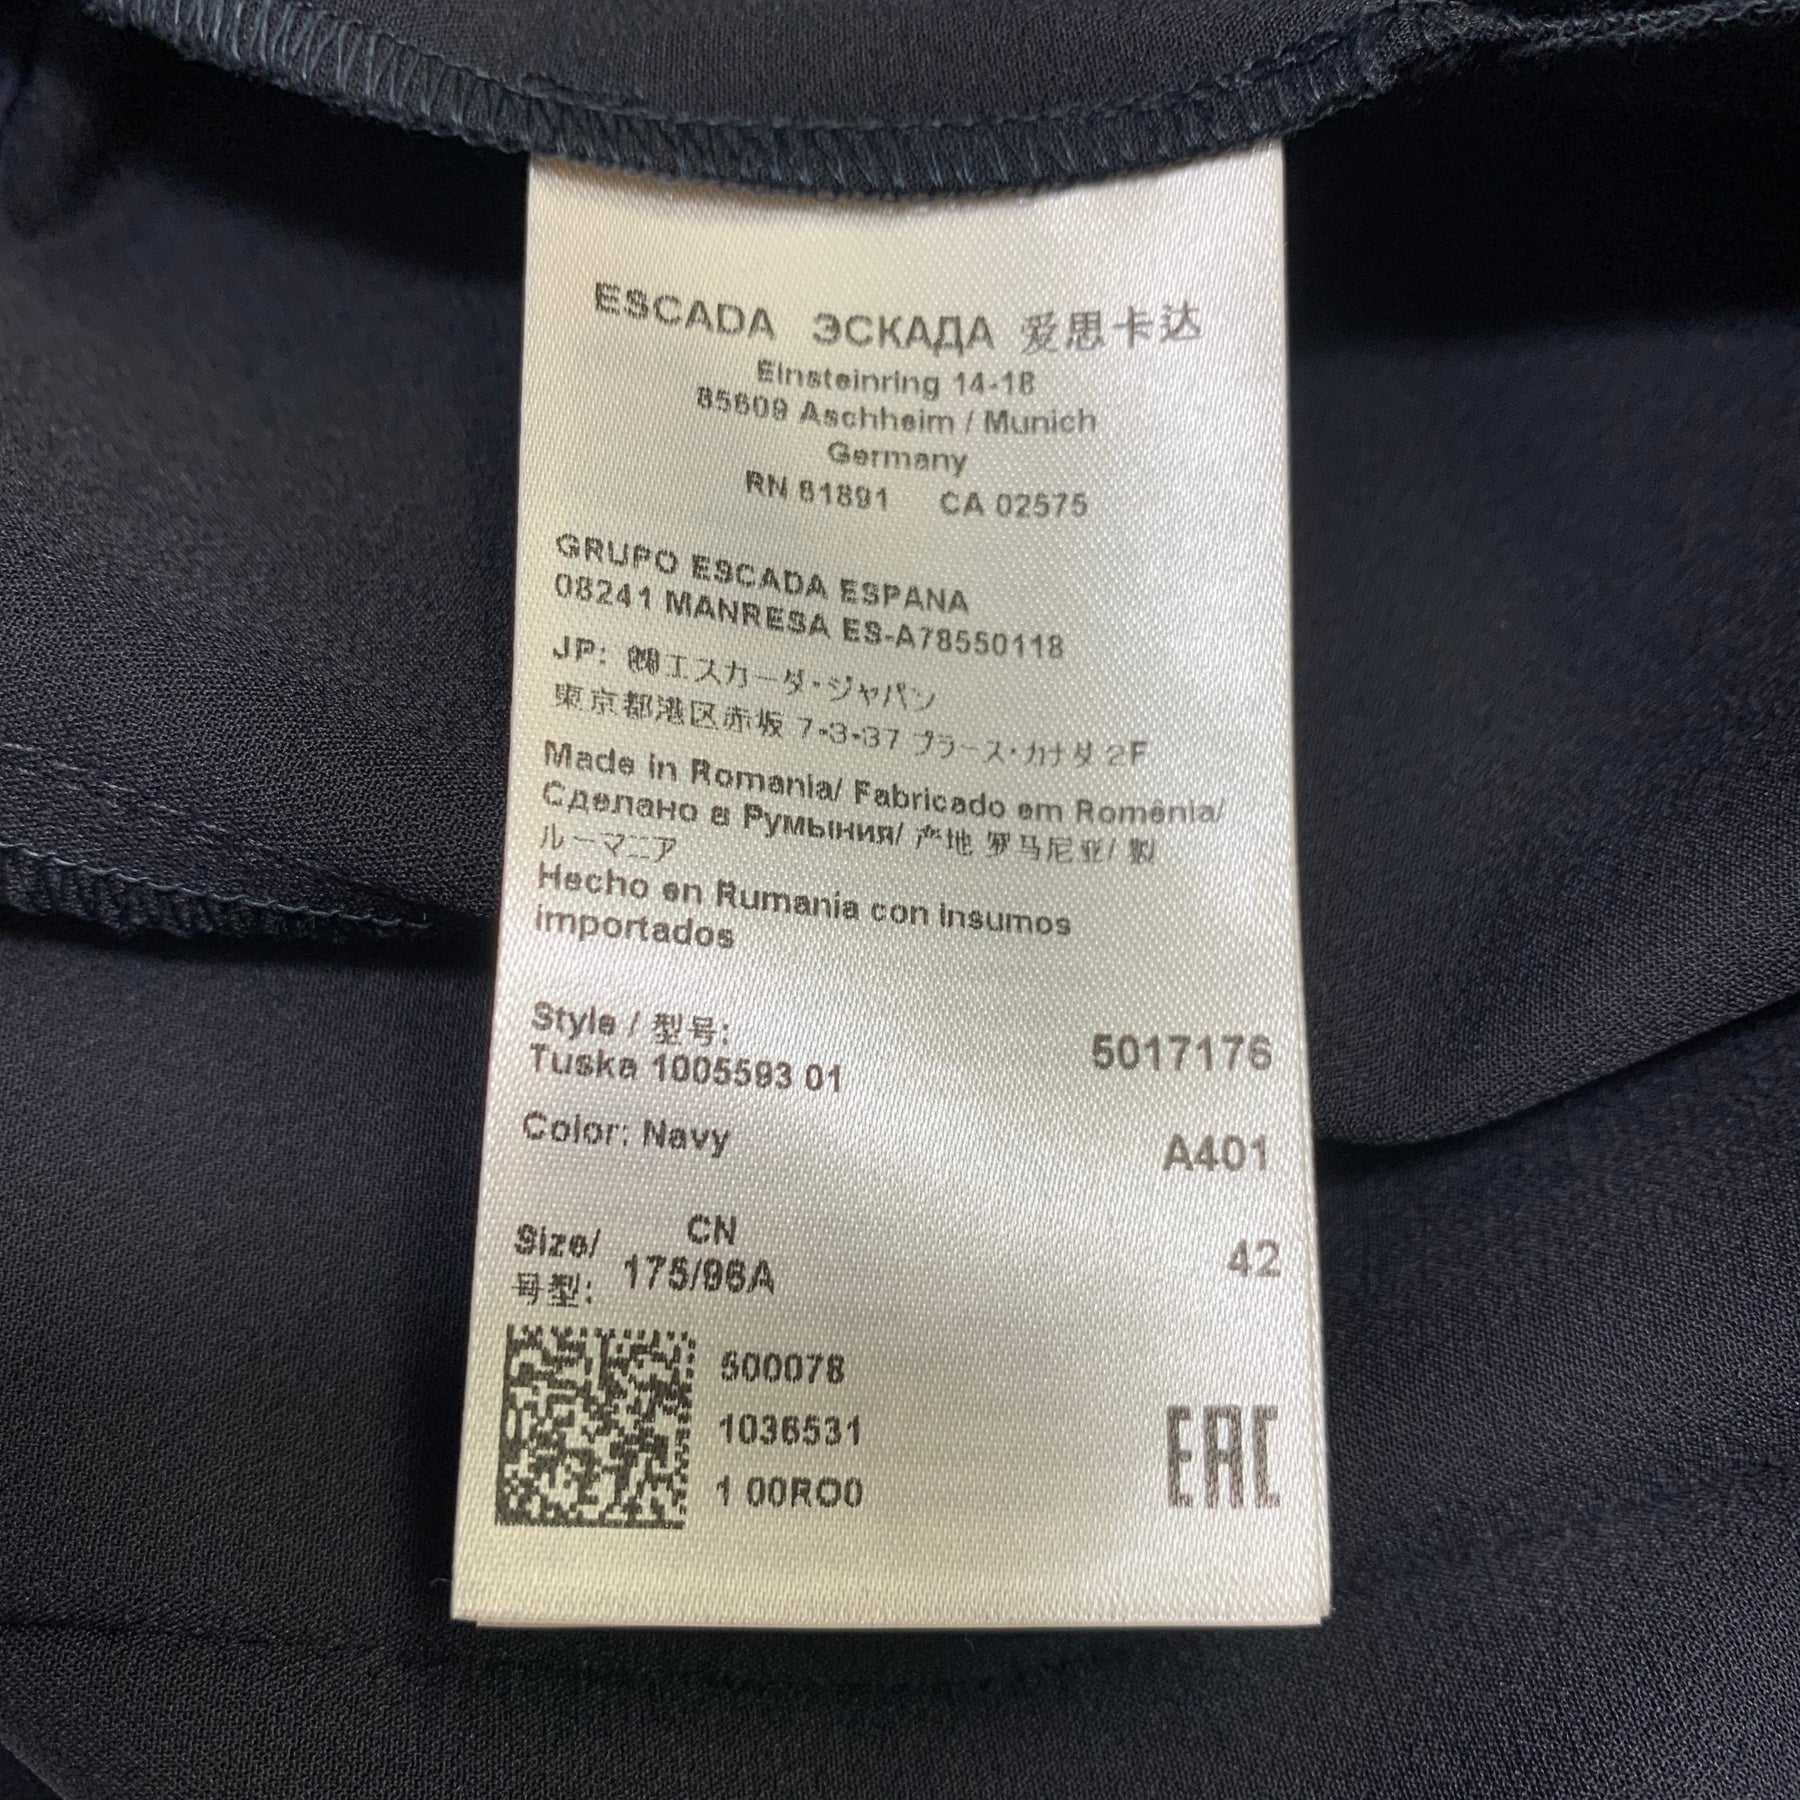 ESCADA ЭСКАДА 爱思卡达
Einsteinring 14-18
85609 Aschheim / Munich
Germany
RN 61891 CA 02575
GRUPO ESCADA ESPANA
08241 MANRESA ES-A78550118
JP: ㈱エスカーダ・ジャパン
東京都港区赤坂 7-3-37 プラース・カナダ 2F
Made in Romania/ Fabricado em Romênia/
Сделано в Румыния/ 产地 罗马尼亚/ 製
ルーマニア
Hecho en Rumanía con insumos
importados
Style / 型号: 5017176
Tuska 1005593 01
Color: Navy A401
CN
Size/ 175/96A 42
号型:
500078
1036531
1 00RO0
EAC